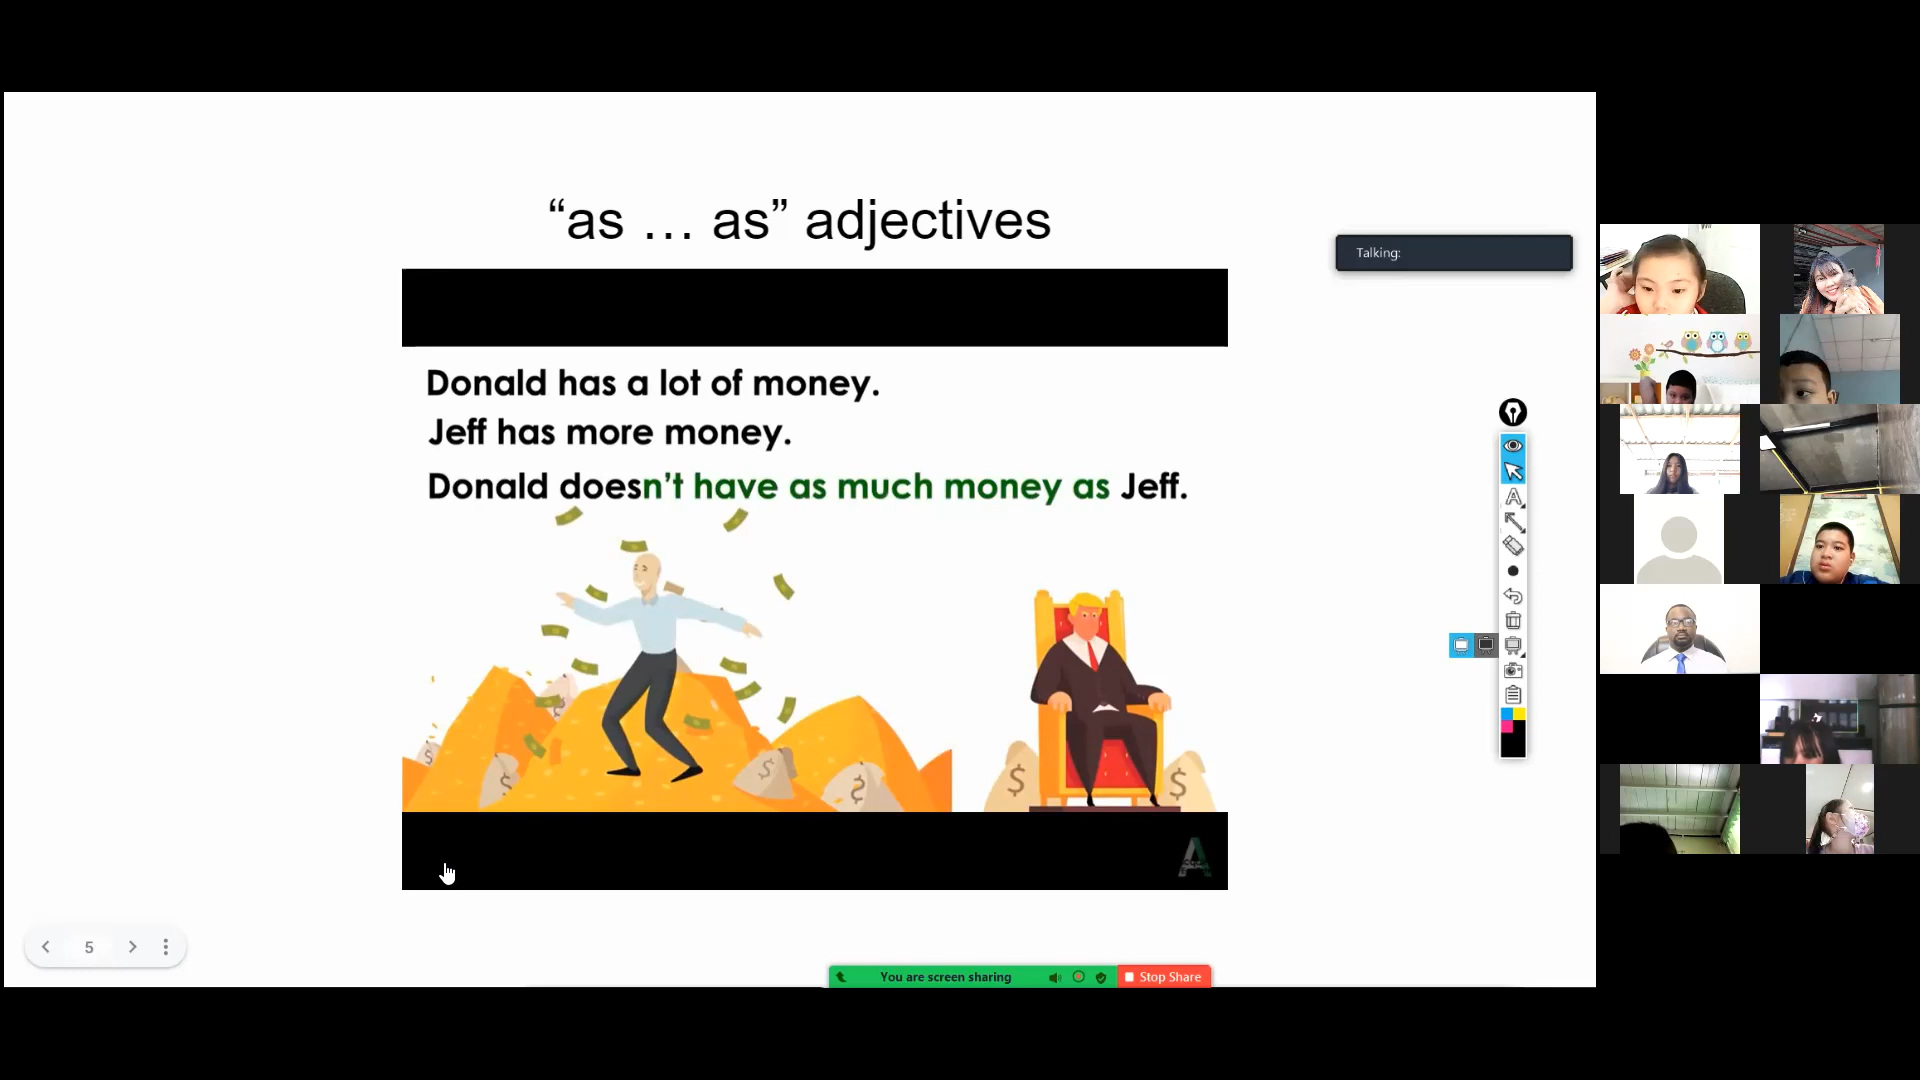 “as … as” adjectives
Talking:
Donald has a lot of money.
Jeff has more money.
Donald doesn’t have as much money as Jeff.
$
$
$
$
$
5
You are screen sharing
Stop Share